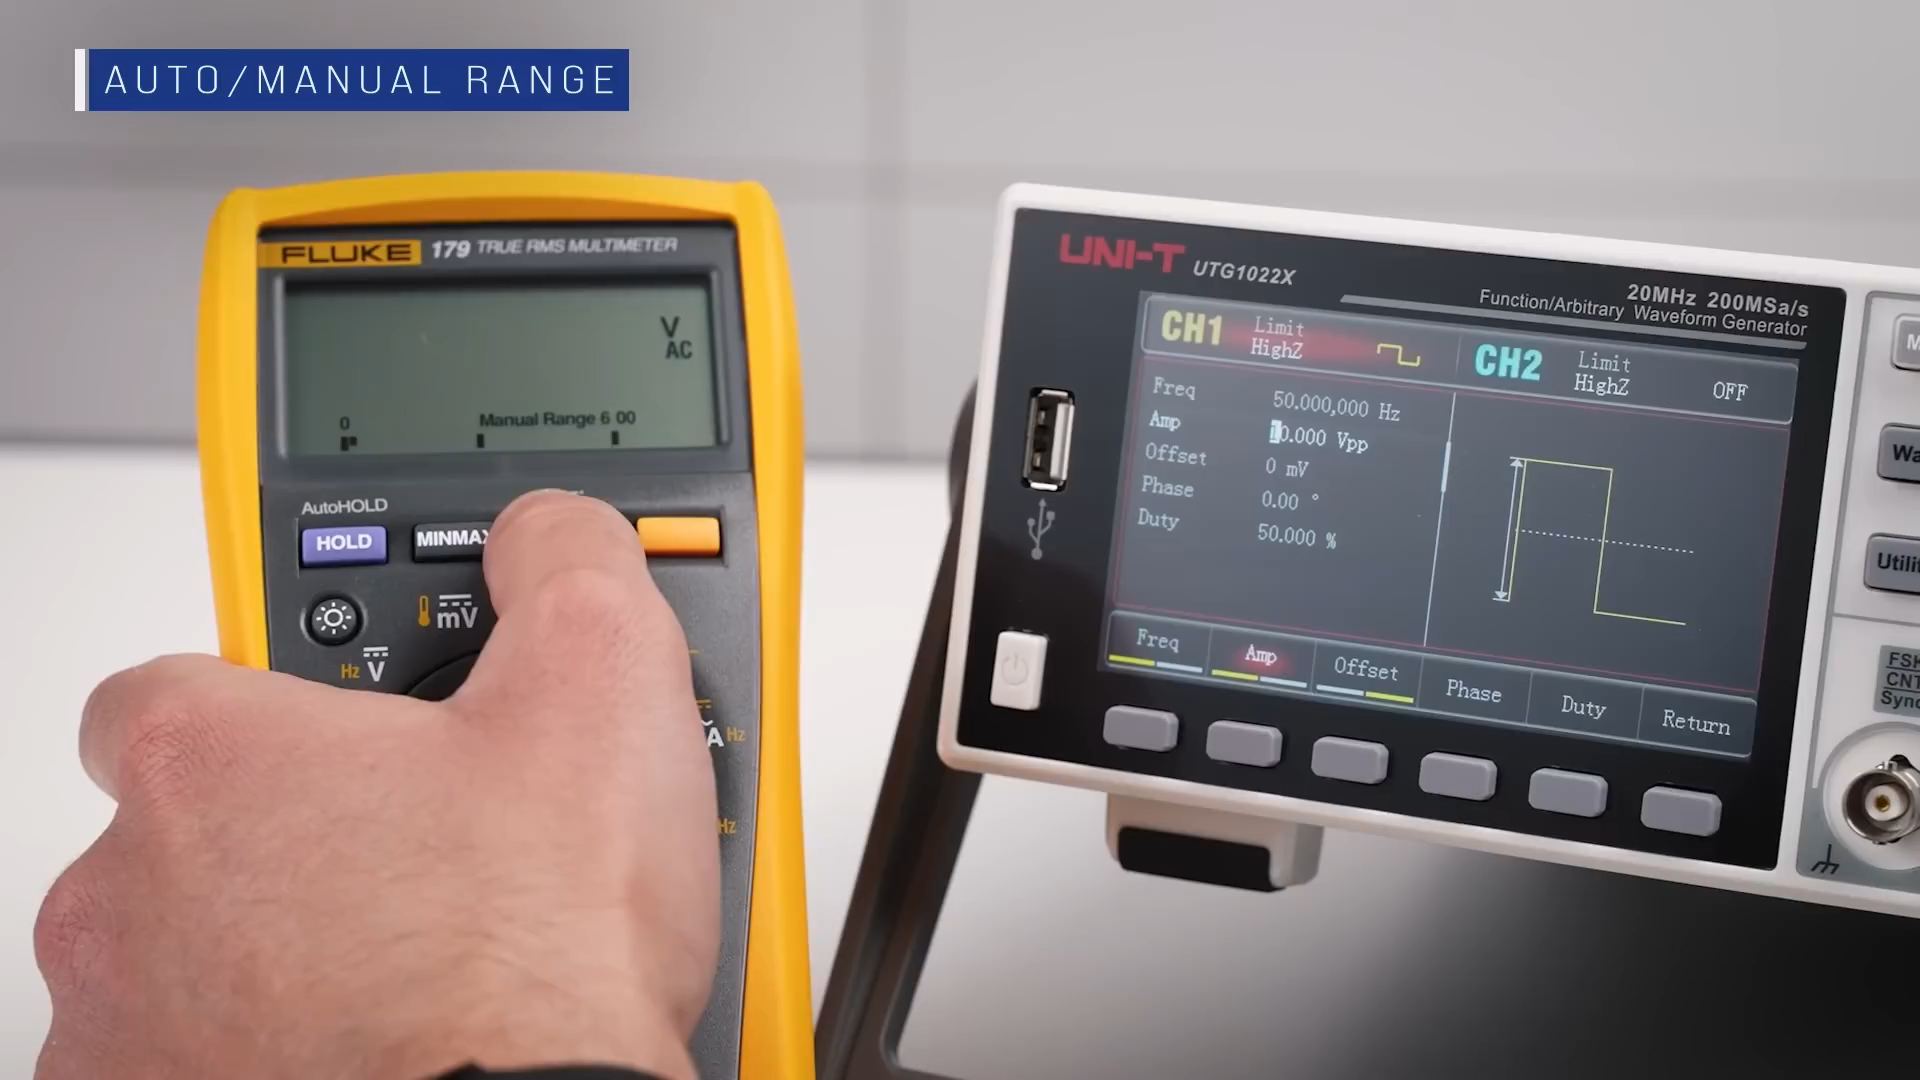 AUTO/MANUAL RANGE
FLUKE 179 TRUE RMS MULTIMETER
V
AC
0
Manual Range 6 00
AutoHOLD
HOLD
MINMAX
mV
Hz V
A Hz
Hz
UNI-T UTG1022X
20MHz 200MSa/s
Function/Arbitrary Waveform Generator
CH1 Limit HighZ
CH2 Limit HighZ OFF
Freq 50.000,000 Hz
Amp 10.000 Vpp
Offset 0 mV
Phase 0.00 °
Duty 50.000 %
Freq Amp Offset Phase Duty Return